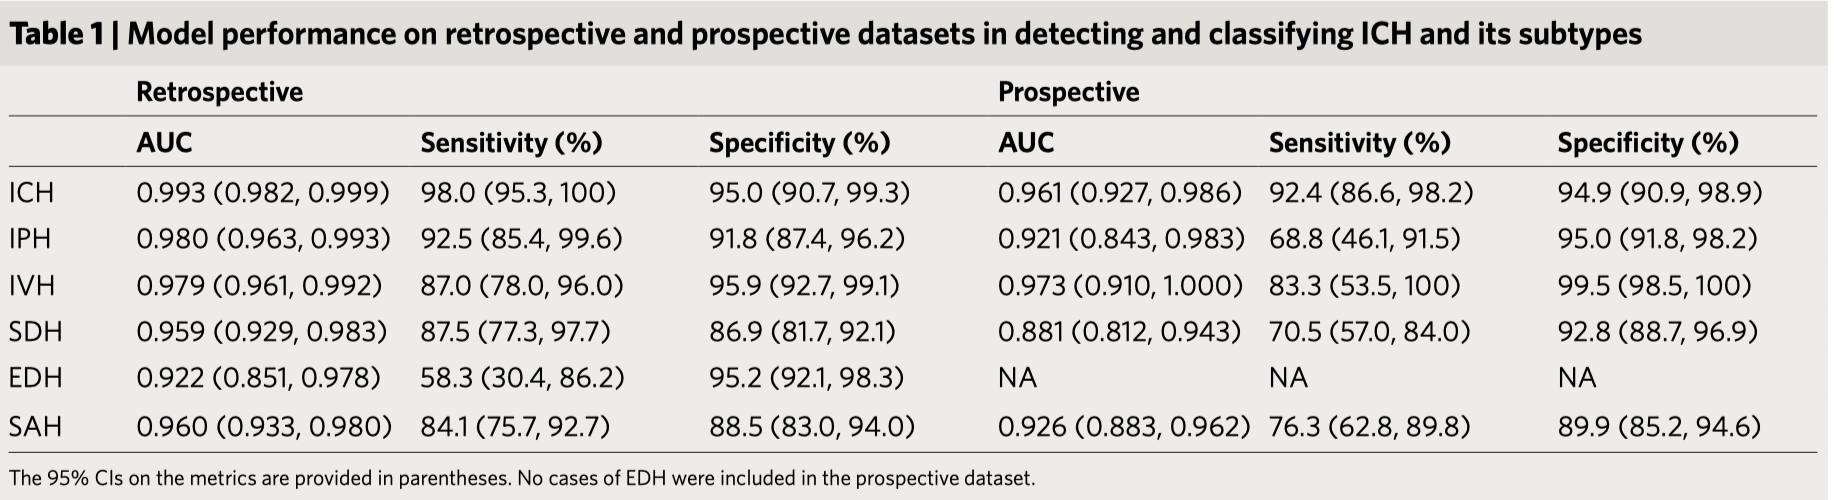 Table 1 | Model performance on retrospective and prospective datasets in detecting and classifying ICH and its subtypes
Retrospective Prospective
AUC Sensitivity (%) Specificity (%) AUC Sensitivity (%) Specificity (%)
ICH 0.993 (0.982, 0.999) 98.0 (95.3, 100) 95.0 (90.7, 99.3) 0.961 (0.927, 0.986) 92.4 (86.6, 98.2) 94.9 (90.9, 98.9)
IPH 0.980 (0.963, 0.993) 92.5 (85.4, 99.6) 91.8 (87.4, 96.2) 0.921 (0.843, 0.983) 68.8 (46.1, 91.5) 95.0 (91.8, 98.2)
IVH 0.979 (0.961, 0.992) 87.0 (78.0, 96.0) 95.9 (92.7, 99.1) 0.973 (0.910, 1.000) 83.3 (53.5, 100) 99.5 (98.5, 100)
SDH 0.959 (0.929, 0.983) 87.5 (77.3, 97.7) 86.9 (81.7, 92.1) 0.881 (0.812, 0.943) 70.5 (57.0, 84.0) 92.8 (88.7, 96.9)
EDH 0.922 (0.851, 0.978) 58.3 (30.4, 86.2) 95.2 (92.1, 98.3) NA NA NA
SAH 0.960 (0.933, 0.980) 84.1 (75.7, 92.7) 88.5 (83.0, 94.0) 0.926 (0.883, 0.962) 76.3 (62.8, 89.8) 89.9 (85.2, 94.6)
The 95% CIs on the metrics are provided in parentheses. No cases of EDH were included in the prospective dataset.